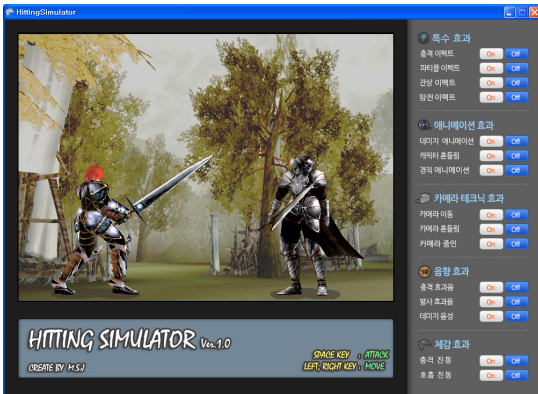 HittingSimulator
특수 효과
충격 이펙트 On Off
파티클 이펙트 On Off
잔상 이펙트 On Off
암전 이펙트 On Off
애니메이션 효과
데미지 애니메이션 On Off
캐릭터 흔들림 On Off
경직 애니메이션 On Off
카메라 테크닉 효과
카메라 이동 On Off
카메라 흔들림 On Off
카메라 줌인 On Off
음향 효과
충격 효과음 On Off
발사 효과음 On Off
데미지 음성 On Off
체감 효과
충격 진동 On Off
호흡 진동 On Off
HITTING SIMULATOR Ver.1.0
CREATE BY M.S.J
SPACE KEY : ATTACK
LEFT, RIGHT KEY : MOVE